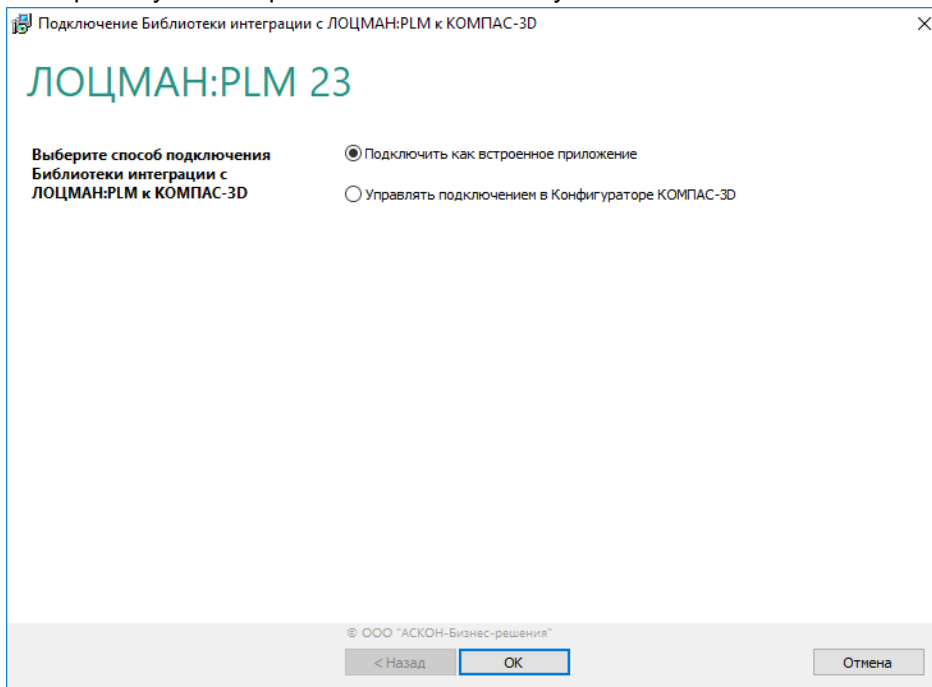 Подключение Библиотеки интеграции с ЛОЦМАН:PLM к КОМПАС-3D
ЛОЦМАН:PLM 23
Выберите способ подключения
Библиотеки интеграции с
ЛОЦМАН:PLM к КОМПАС-3D
Подключить как встроенное приложение
Управлять подключением в Конфигураторе КОМПАС-3D
© ООО "АСКОН-Бизнес-решения"
< Назад
ОК
Отмена